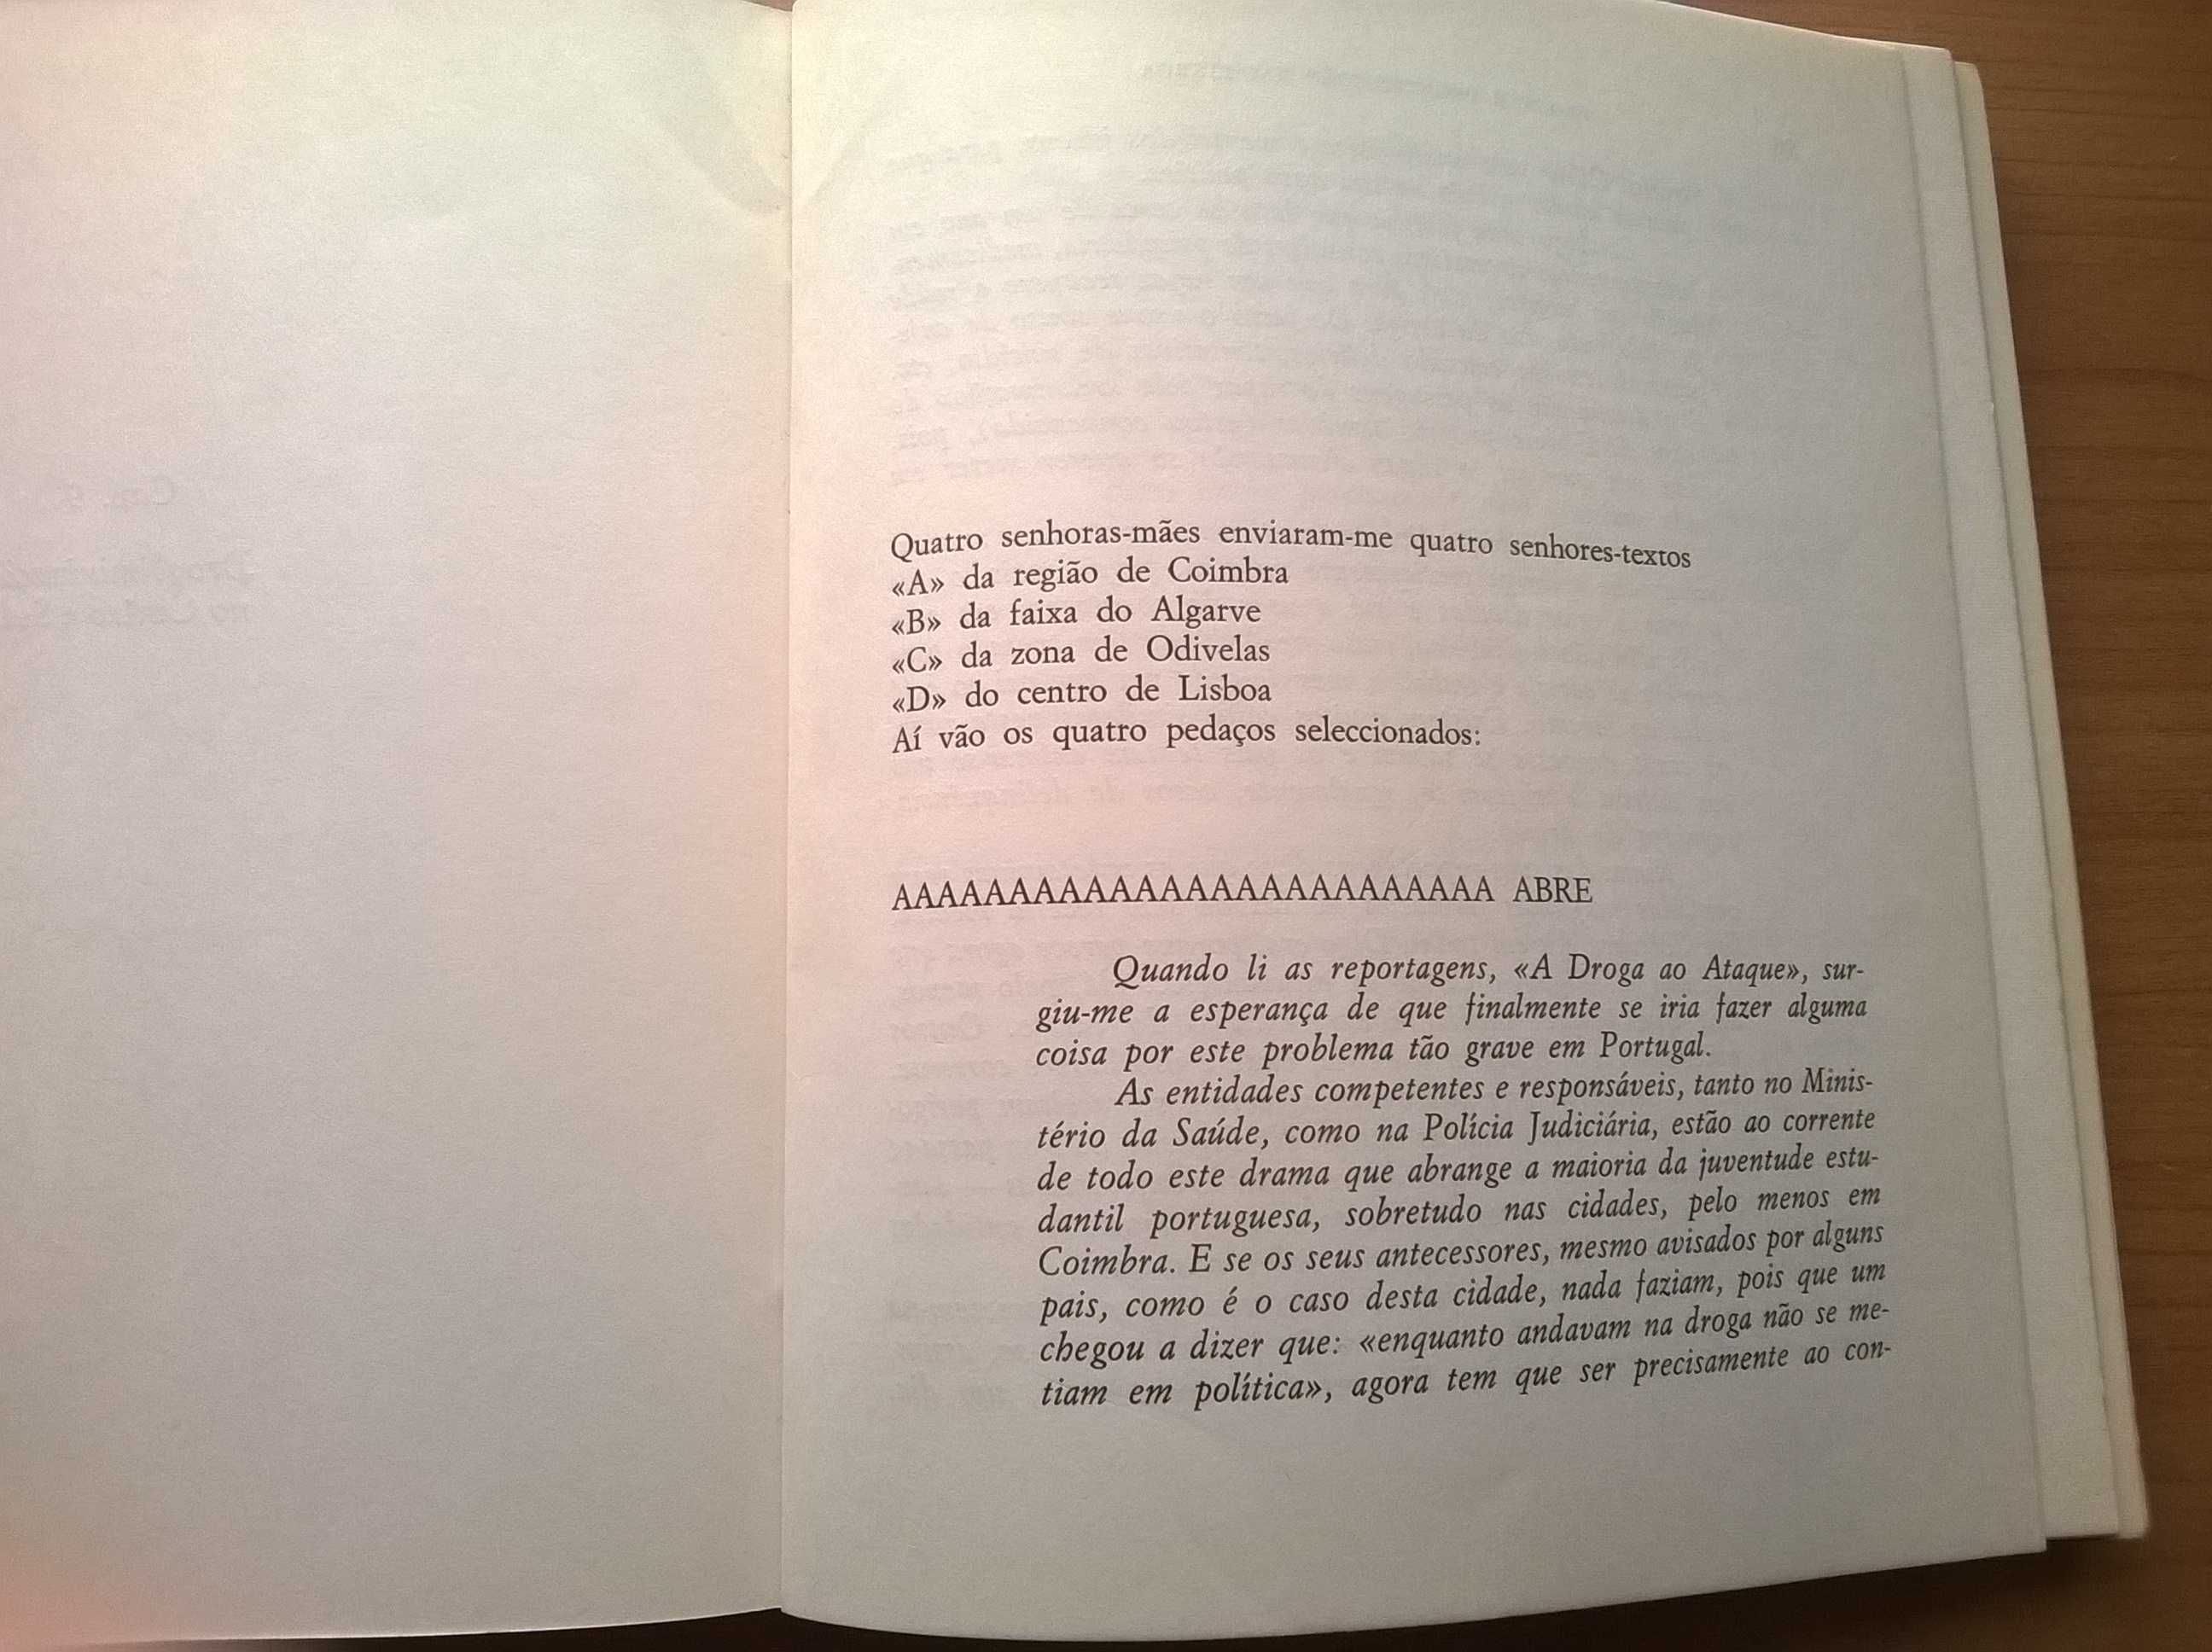 Quatro senhoras-mães enviaram-me quatro senhores-textos
«A» da região de Coimbra
«B» da faixa do Algarve
«C» da zona de Odivelas
«D» do centro de Lisboa
Aí vão os quatro pedaços seleccionados:
AAAAAAAAAAAAAAAAAAAAAAAA ABRE
Quando li as reportagens, «A Droga ao Ataque», sur-
giu-me a esperança de que finalmente se iria fazer alguma
coisa por este problema tão grave em Portugal.
As entidades competentes e responsáveis, tanto no Minis-
tério da Saúde, como na Polícia Judiciária, estão ao corrente
de todo este drama que abrange a maioria da juventude estu-
dantil portuguesa, sobretudo nas cidades, pelo menos em
Coimbra. E se os seus antecessores, mesmo avisados por alguns
pais, como é o caso desta cidade, nada faziam, pois que um
chegou a dizer que: «enquanto andavam na droga não se me-
tiam em política», agora tem que ser precisamente ao con-